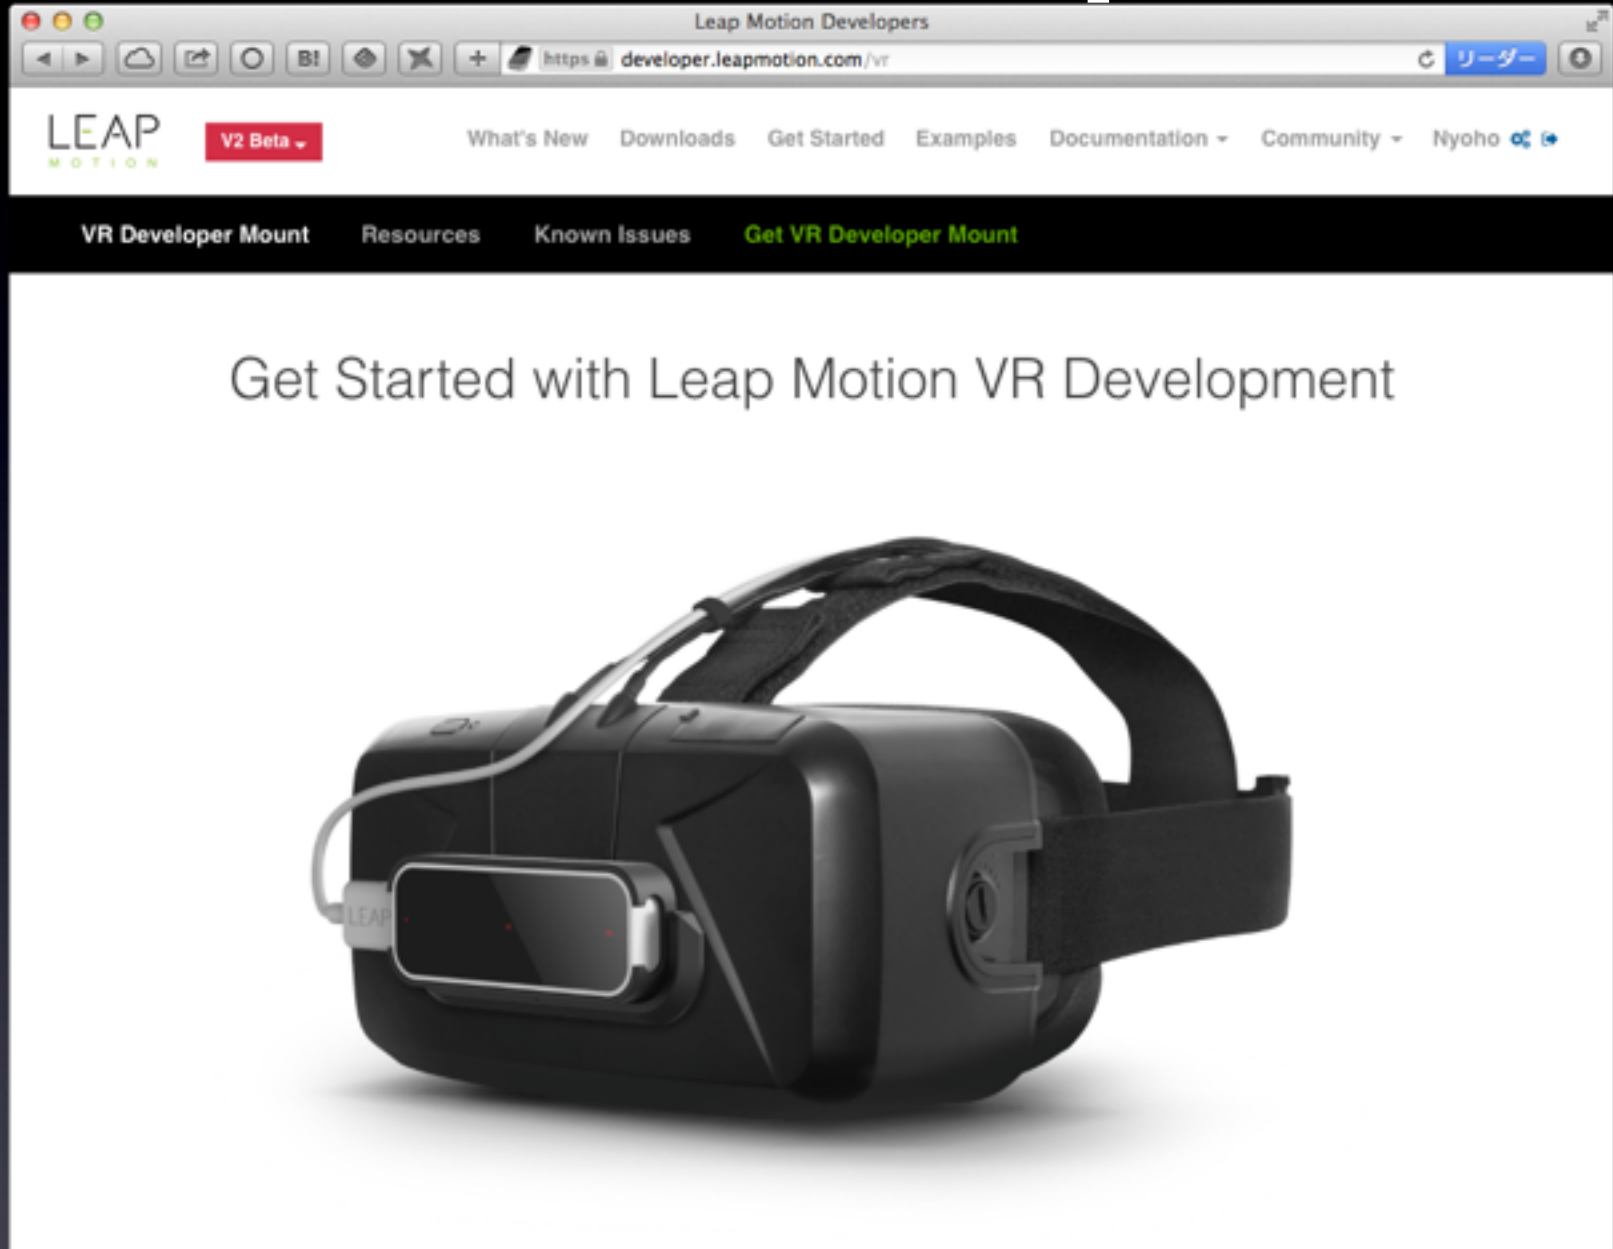 Leap Motion Developers
B! + https developer.leapmotion.com/vr リーダー
LEAP
MOTION
V2 Beta What's New Downloads Get Started Examples Documentation Community Nyoho
VR Developer Mount Resources Known Issues Get VR Developer Mount
Get Started with Leap Motion VR Development
LEAP